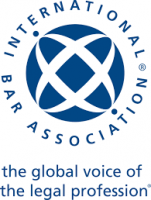 INTERNATIONAL
BAR ASSOCIATION®
the global voice of
the legal profession®